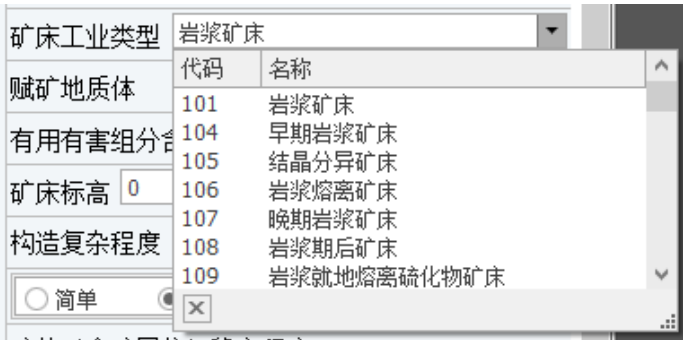 矿床工业类型 岩浆矿床
代码 名称
赋矿地质体
101 岩浆矿床
104 早期岩浆矿床
有用有害组分含
105 结晶分异矿床
106 岩浆熔离矿床
矿床标高 0
107 晚期岩浆矿床
构造复杂程度
108 岩浆期后矿床
109 岩浆就地熔离硫化物矿床
简单